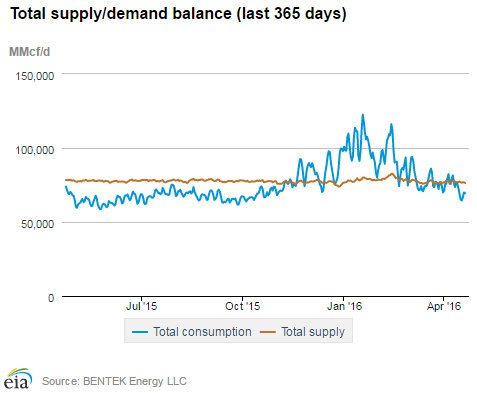 Total supply/demand balance (last 365 days)
MMcf/d
150,000
100,000
50,000
0
Jul '15 Oct '15 Jan '16 Apr '16
Total consumption Total supply
eia Source: BENTEK Energy LLC